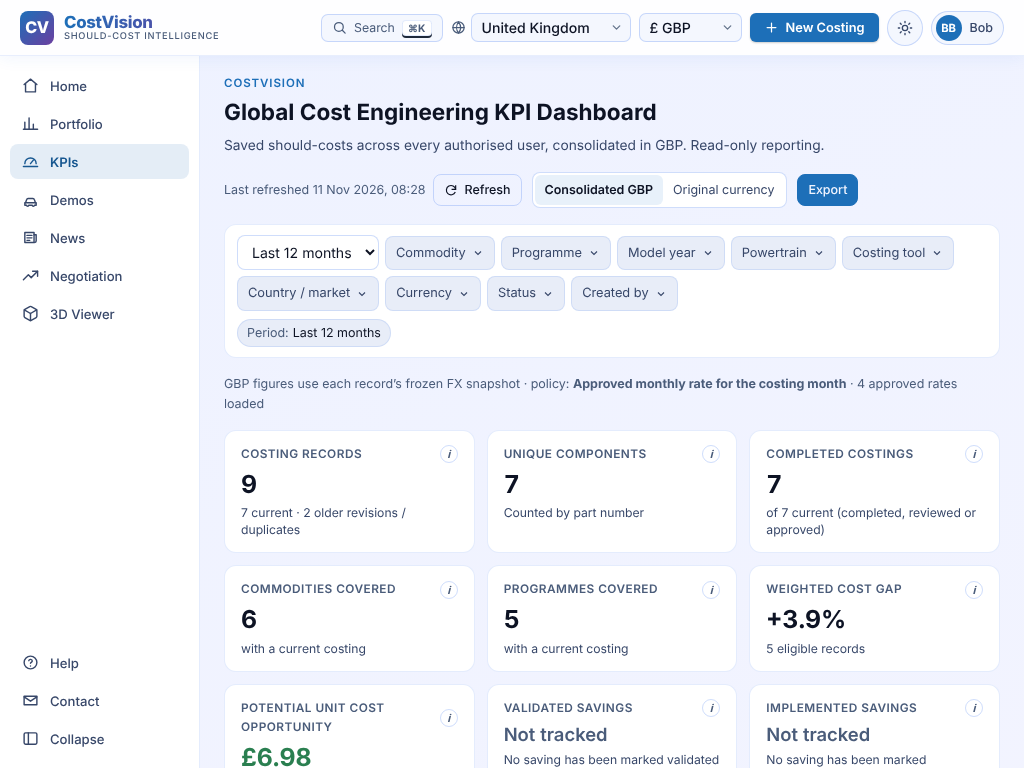 CV
CostVision
SHOULD-COST INTELLIGENCE
Search ⌘K
United Kingdom
£ GBP
+ New Costing
BB
Bob
Home
Portfolio
KPIs
Demos
News
Negotiation
3D Viewer
Help
Contact
Collapse
COSTVISION
Global Cost Engineering KPI Dashboard
Saved should-costs across every authorised user, consolidated in GBP. Read-only reporting.
Last refreshed 11 Nov 2026, 08:28
Refresh
Consolidated GBP
Original currency
Export
Last 12 months
Commodity
Programme
Model year
Powertrain
Costing tool
Country / market
Currency
Status
Created by
Period: Last 12 months
GBP figures use each record’s frozen FX snapshot · policy: Approved monthly rate for the costing month · 4 approved rates
loaded
COSTING RECORDS
i
9
7 current · 2 older revisions /
duplicates
UNIQUE COMPONENTS
i
7
Counted by part number
COMPLETED COSTINGS
i
7
of 7 current (completed, reviewed or
approved)
COMMODITIES COVERED
i
6
with a current costing
PROGRAMMES COVERED
i
5
with a current costing
WEIGHTED COST GAP
i
+3.9%
5 eligible records
POTENTIAL UNIT COST
OPPORTUNITY
i
£6.98
VALIDATED SAVINGS
i
Not tracked
No saving has been marked validated
IMPLEMENTED SAVINGS
i
Not tracked
No saving has been marked